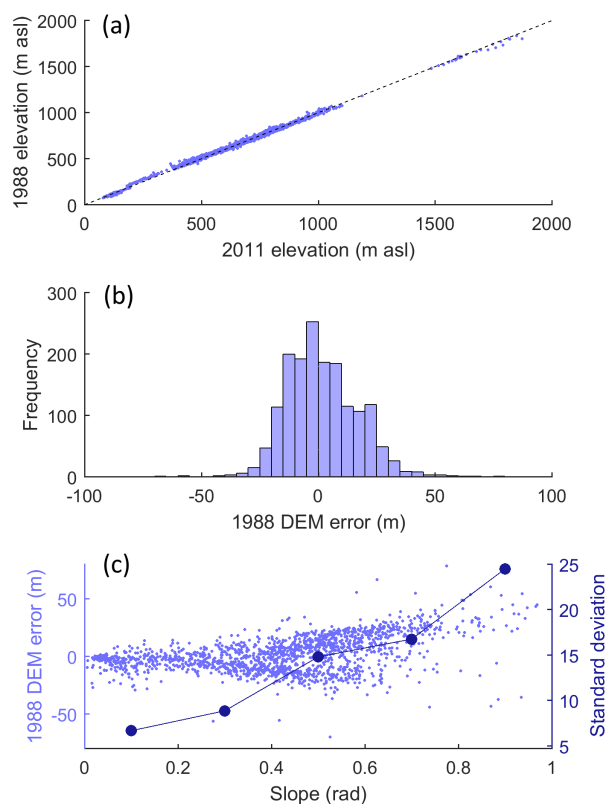 (a)
2000
1500
1000
500
0
1988 elevation (m asl)
0 500 1000 1500 2000
2011 elevation (m asl)
(b)
300
200
100
0
Frequency
-100 -50 0 50 100
1988 DEM error (m)
(c)
50
0
-50
1988 DEM error (m)
25
20
15
10
5
Standard deviation
0 0.2 0.4 0.6 0.8 1
Slope (rad)